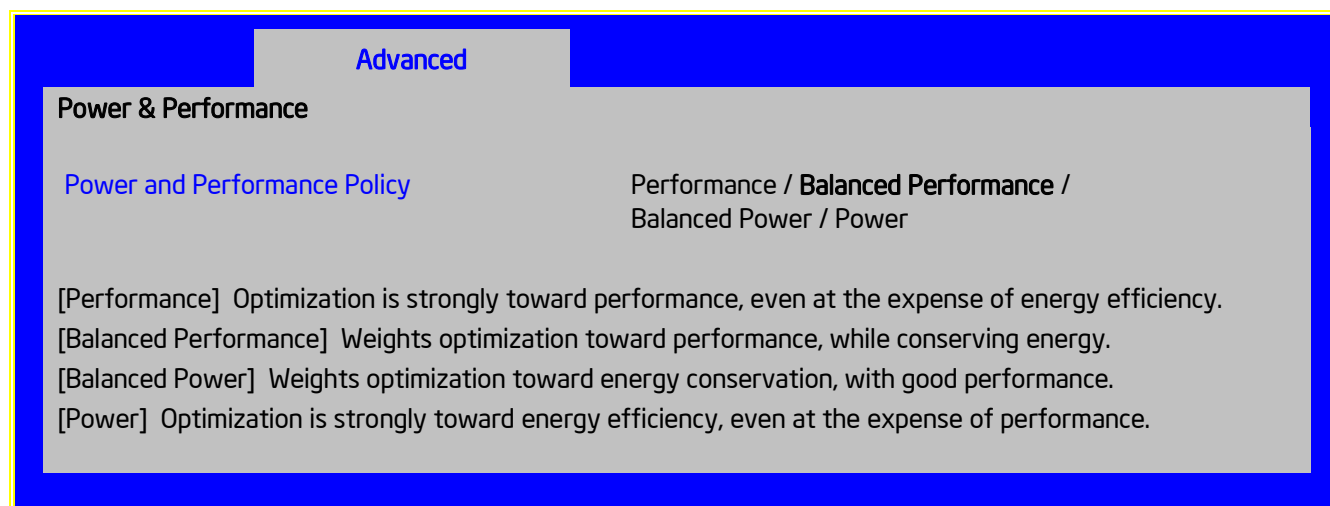 Advanced
Power & Performance
Power and Performance Policy
Performance / Balanced Performance /
Balanced Power / Power
[Performance]  Optimization is strongly toward performance, even at the expense of energy efficiency.
[Balanced Performance]  Weights optimization toward performance, while conserving energy.
[Balanced Power]  Weights optimization toward energy conservation, with good performance.
[Power]  Optimization is strongly toward energy efficiency, even at the expense of performance.